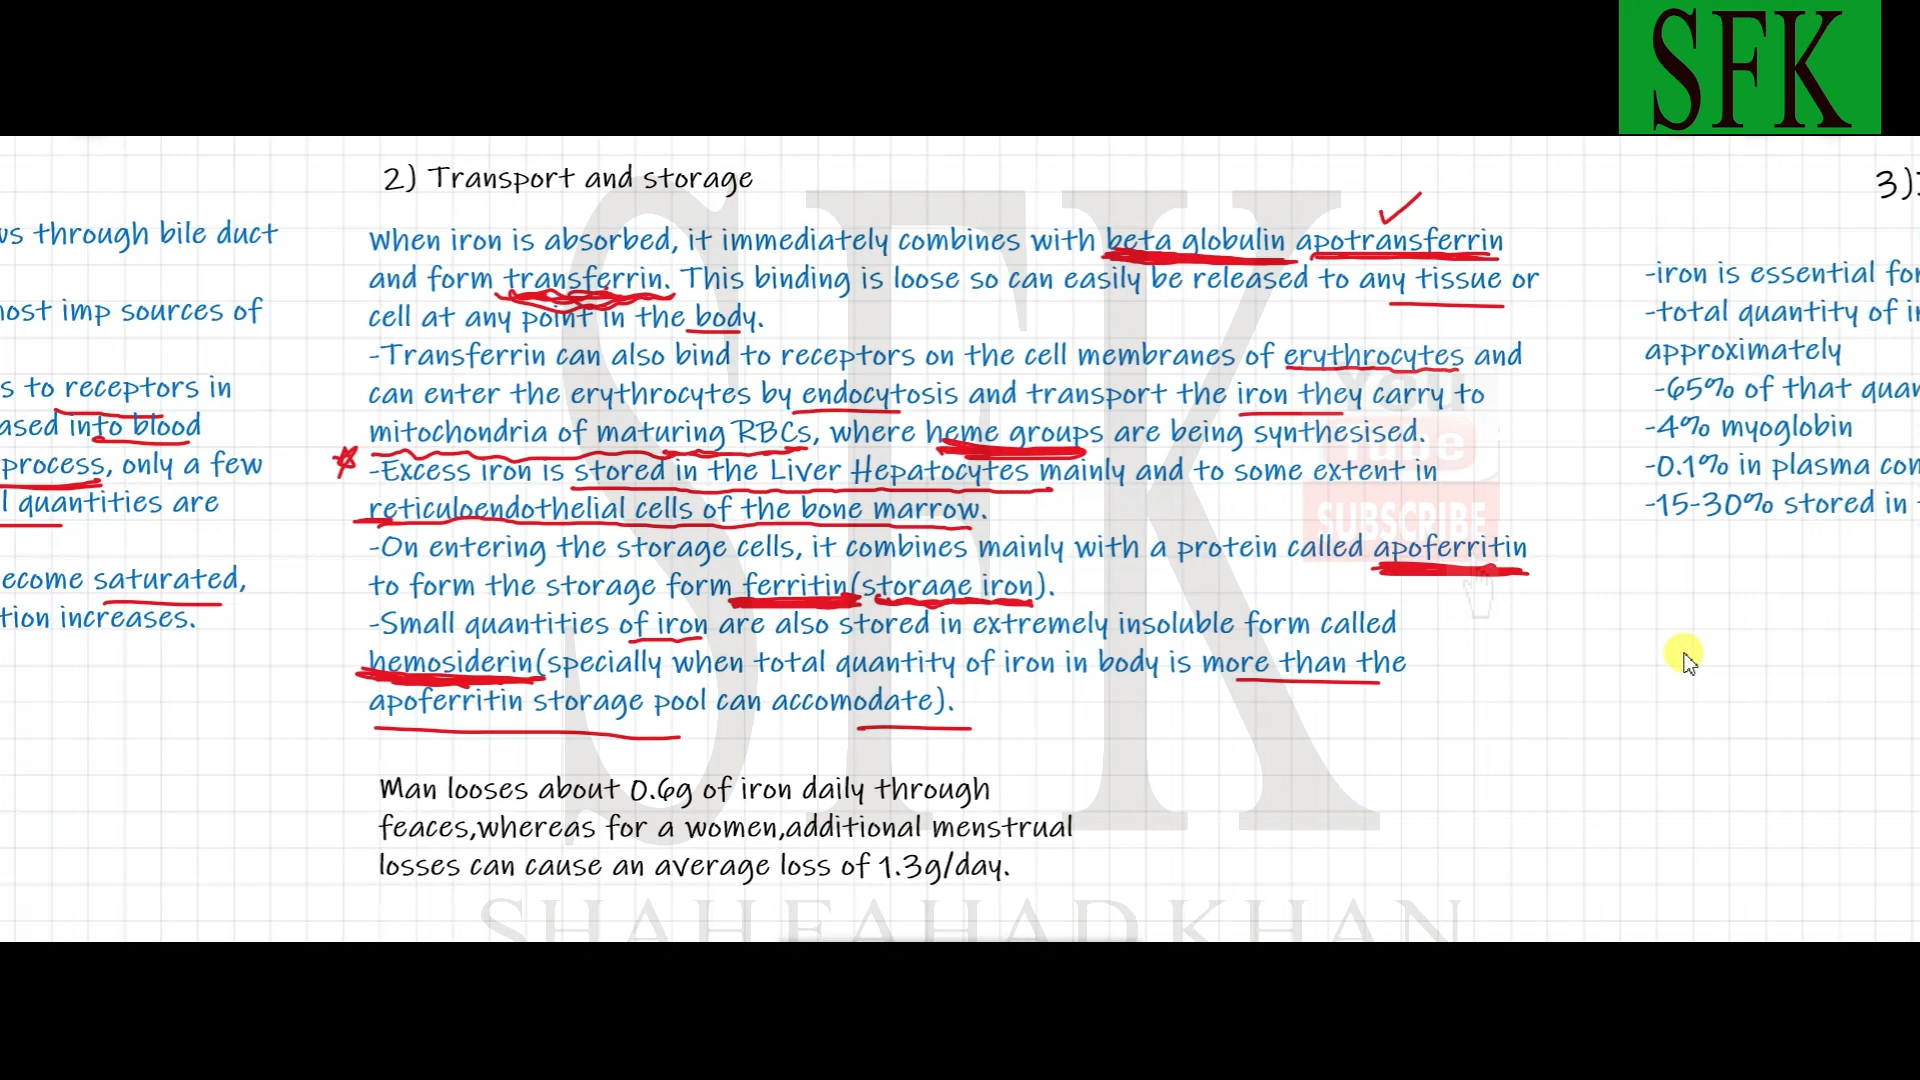 SFK
2) Transport and storage
3)
ws through bile duct
most imp sources of
s to receptors in
ased into blood
process, only a few
l quantities are
ecome saturated,
tion increases.
When iron is absorbed, it immediately combines with beta globulin apotransferrin
and form transferrin. This binding is loose so can easily be released to any tissue or
cell at any point in the body.
-Transferrin can also bind to receptors on the cell membranes of erythrocytes and
can enter the erythrocytes by endocytosis and transport the iron they carry to
mitochondria of maturing RBCs, where heme groups are being synthesised.
-Excess iron is stored in the Liver Hepatocytes mainly and to some extent in
reticuloendothelial cells of the bone marrow.
-On entering the storage cells, it combines mainly with a protein called apoferritin
to form the storage form ferritin(storage iron).
-Small quantities of iron are also stored in extremely insoluble form called
hemosiderin(specially when total quantity of iron in body is more than the
apoferritin storage pool can accomodate).
Man looses about 0.6g of iron daily through
feaces,whereas for a women,additional menstrual
losses can cause an average loss of 1.3g/day.
-iron is essential for
-total quantity of ir
approximately
-65% of that quan
-4% myoglobin
-0.1% in plasma com
-15-30% stored in
SFK
You
Tube
SUBSCRIBE
SHAHFAHAD KHAN